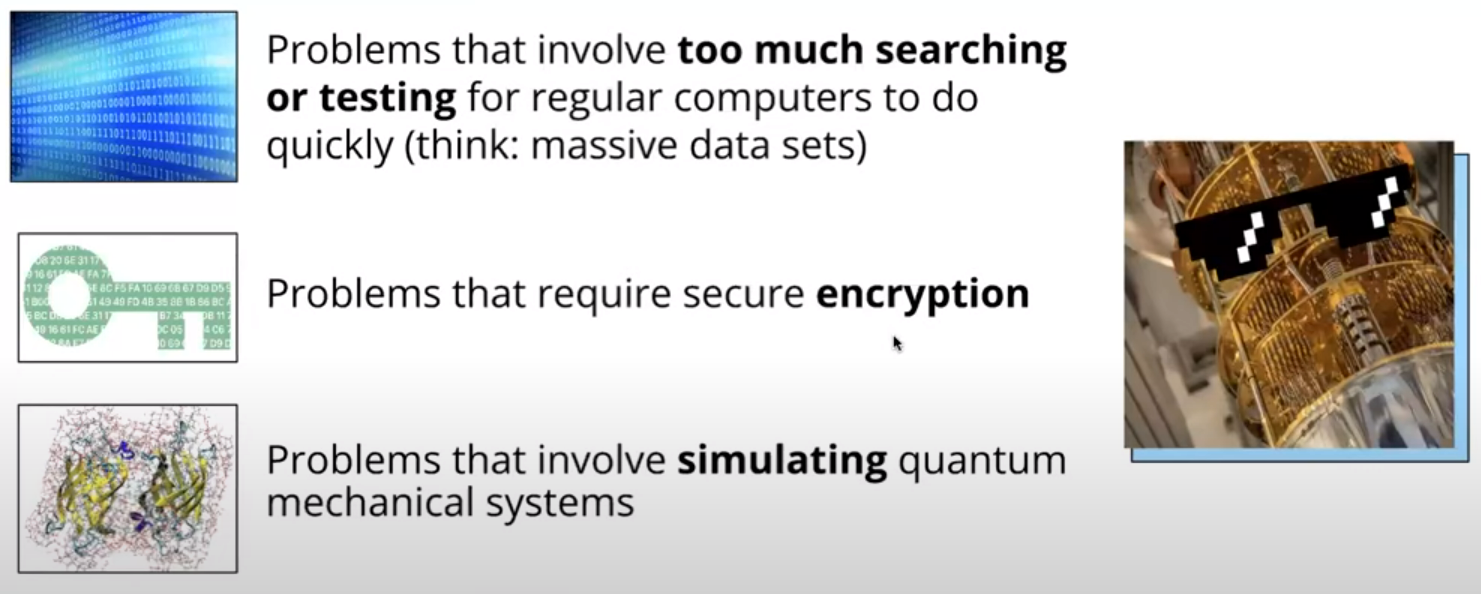 Problems that involve too much searching
or testing for regular computers to do
quickly (think: massive data sets)
Problems that require secure encryption
Problems that involve simulating quantum
mechanical systems